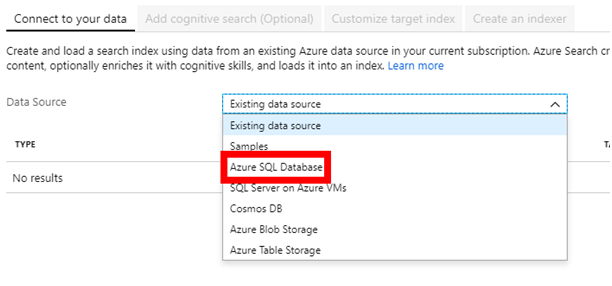 Connect to your data Add cognitive search (Optional) Customize target index Create an indexer
Create and load a search index using data from an existing Azure data source in your current subscription. Azure Search cr
content, optionally enriches it with cognitive skills, and loads it into an index. Learn more
Data Source Existing data source
Existing data source
TYPE Samples TA
Azure SQL Database
No results
SQL Server on Azure VMs
Cosmos DB
Azure Blob Storage
Azure Table Storage